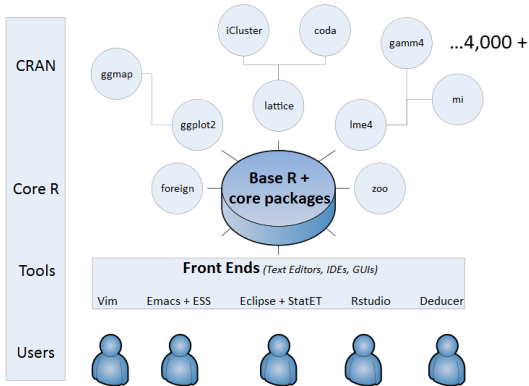 iCluster
coda
gamm4
...4,000 +
CRAN
ggmap
mi
lattice
ggplot2
lme4
Base R +
core packages
Core R
foreign
zoo
Tools
Front Ends (Text Editors, IDEs, GUIs)
Vim Emacs + ESS Eclipse + StatET Rstudio Deducer
Users